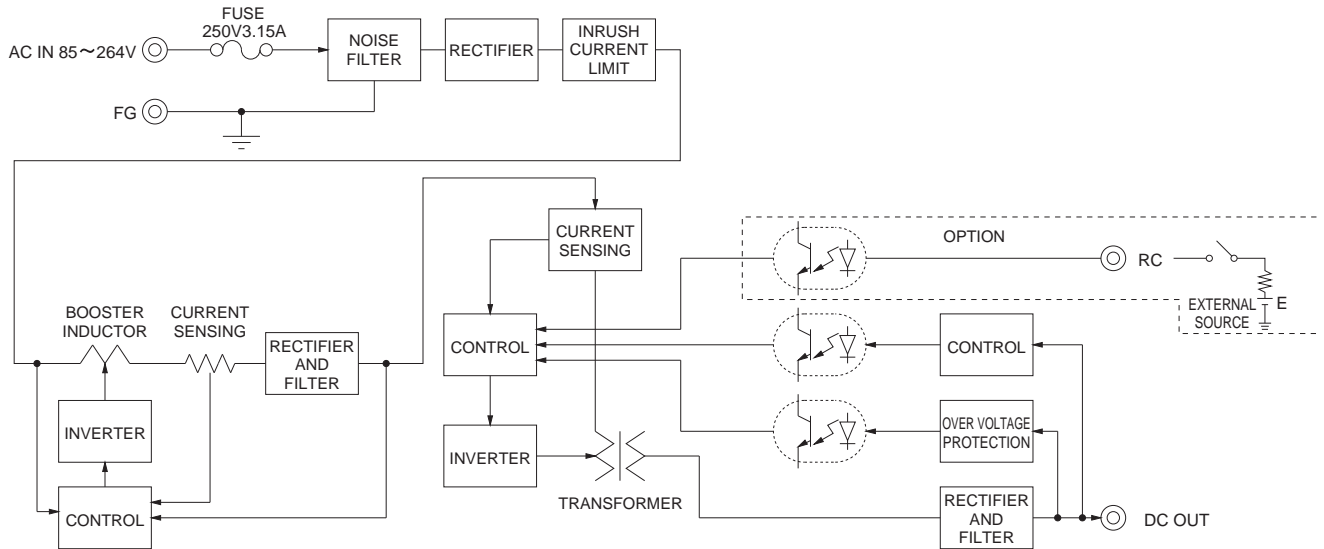 FUSE
250V3.15A
AC IN 85～264V
NOISE
FILTER
RECTIFIER
INRUSH
CURRENT
LIMIT
FG
CURRENT
SENSING
OPTION
RC
EXTERNAL
SOURCE
E
BOOSTER
INDUCTOR
CURRENT
SENSING
RECTIFIER
AND
FILTER
CONTROL
CONTROL
INVERTER
INVERTER
OVER VOLTAGE
PROTECTION
TRANSFORMER
CONTROL
RECTIFIER
AND
FILTER
DC OUT